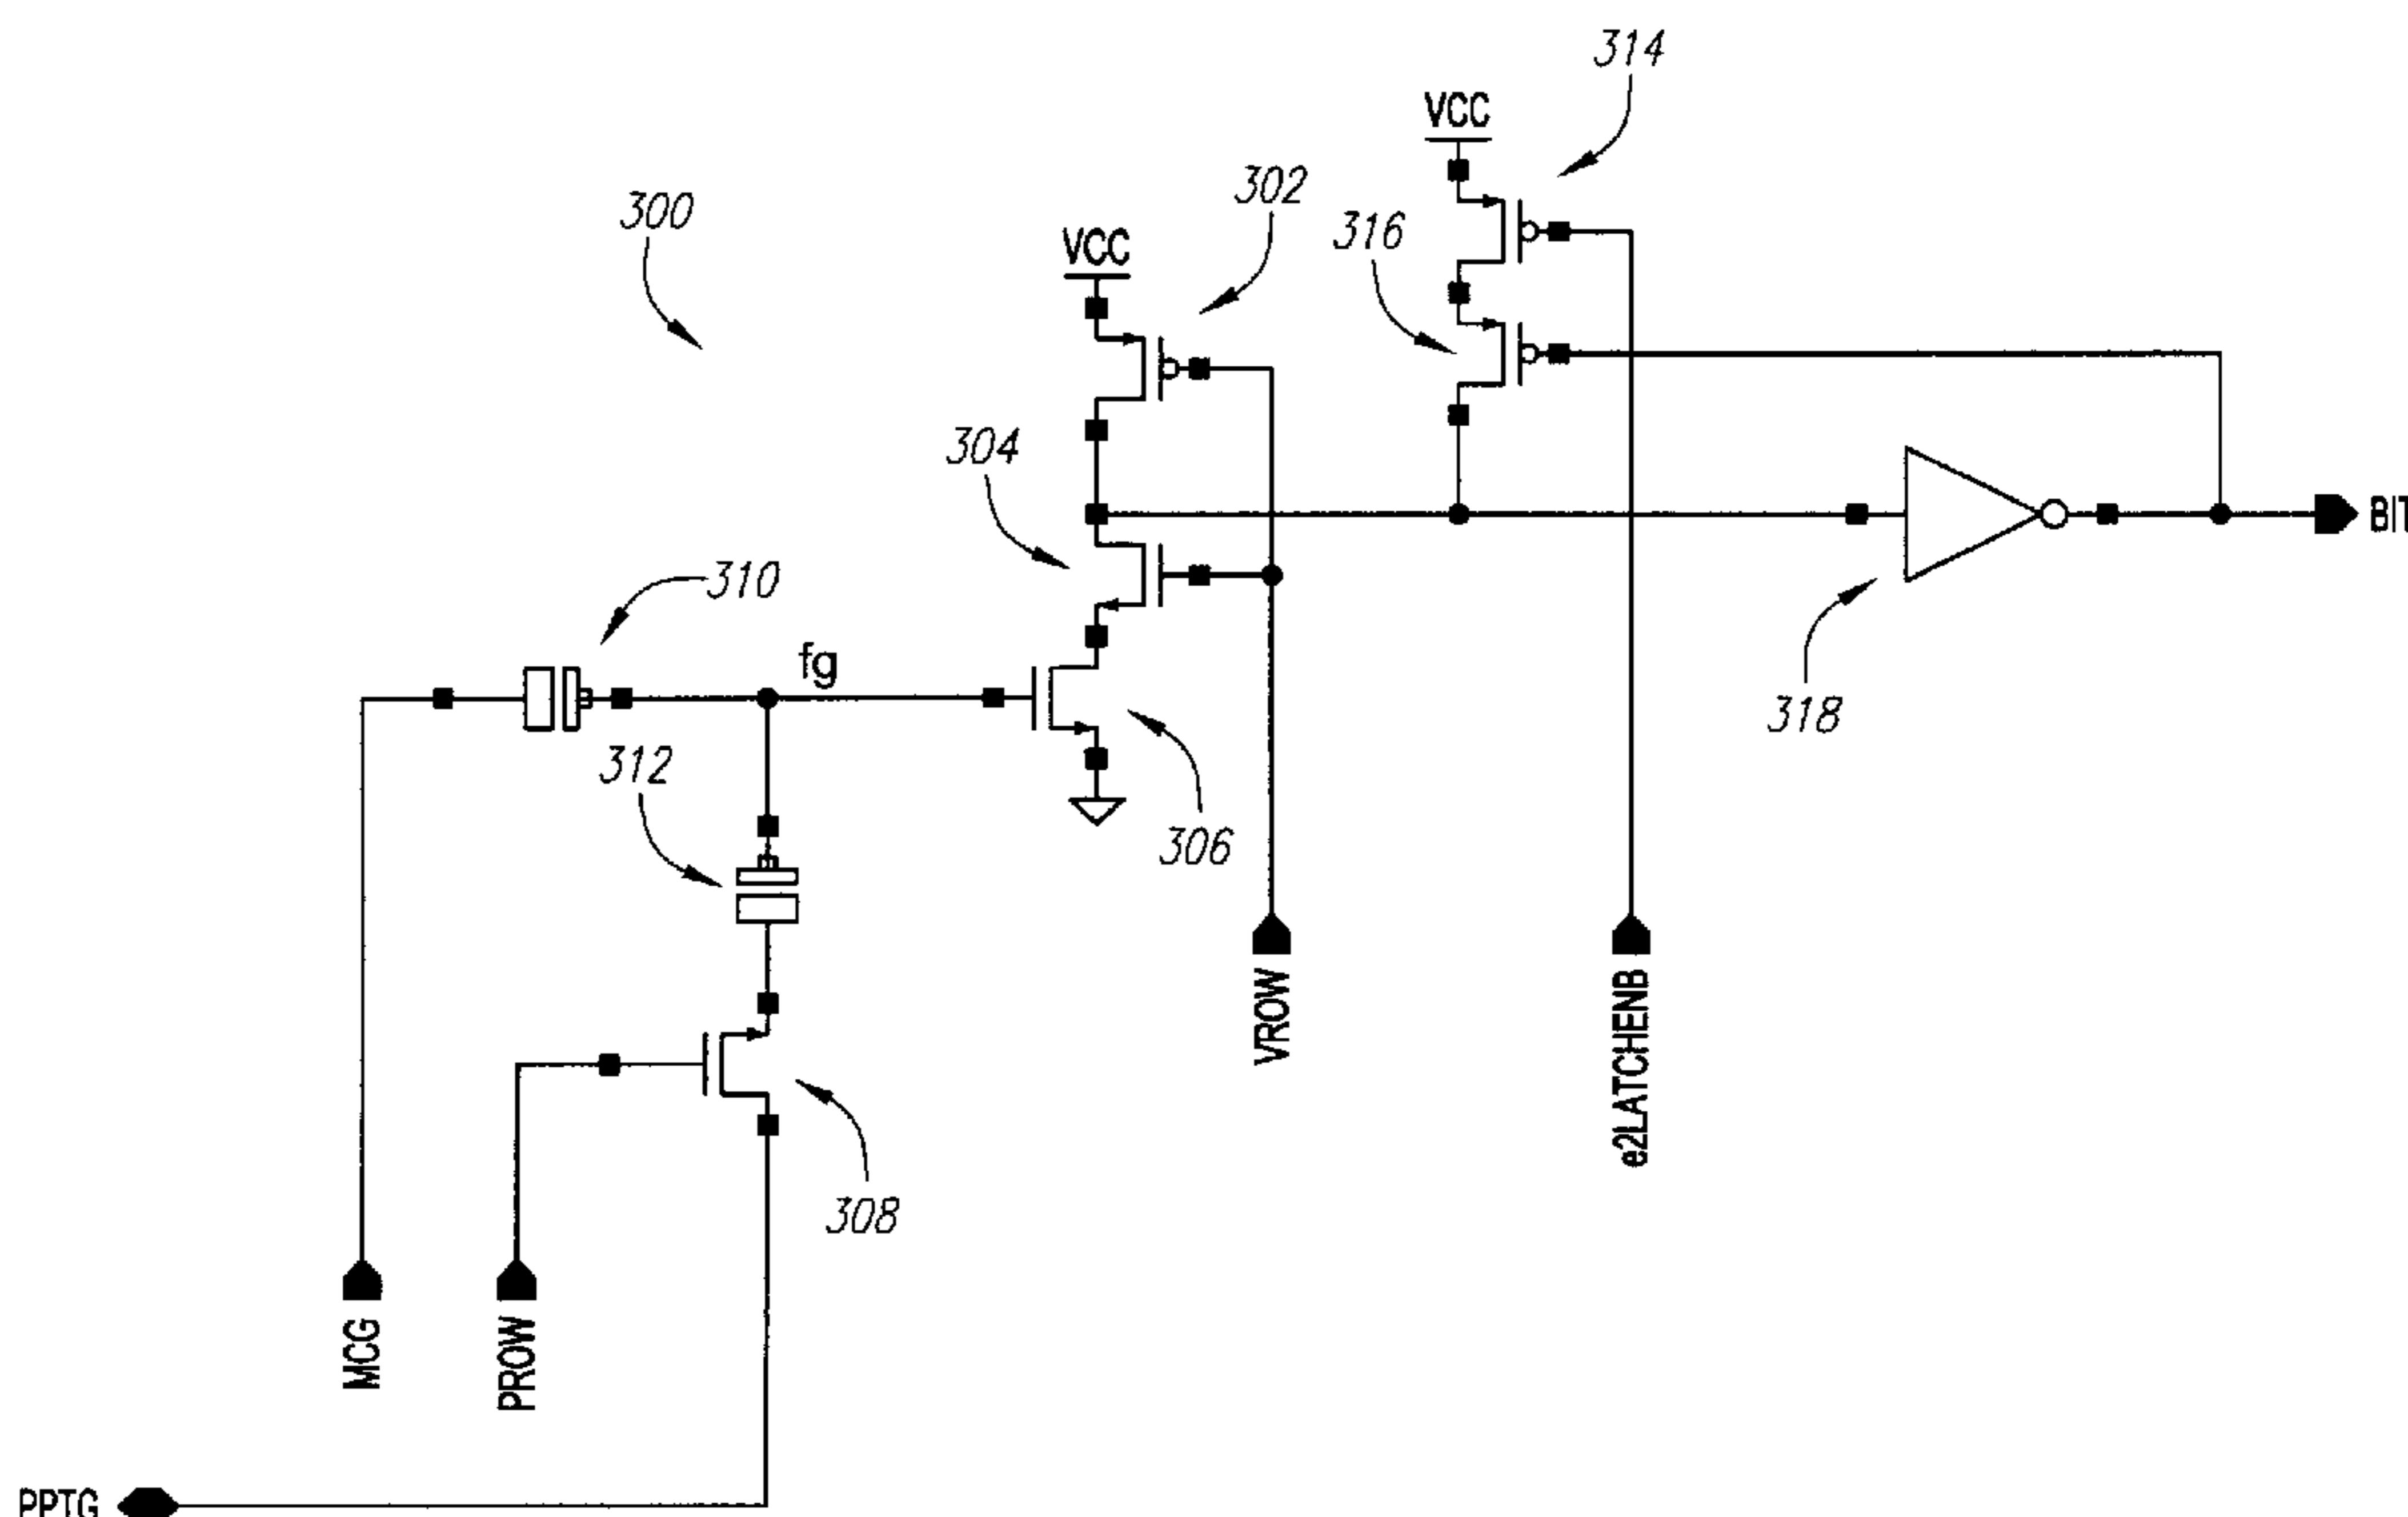 314
VCC
302
300
316
VCC
304
BIT
310
fg
318
312
306
VROW
e2LATCHENB
308
MCG
PROW
PPTG